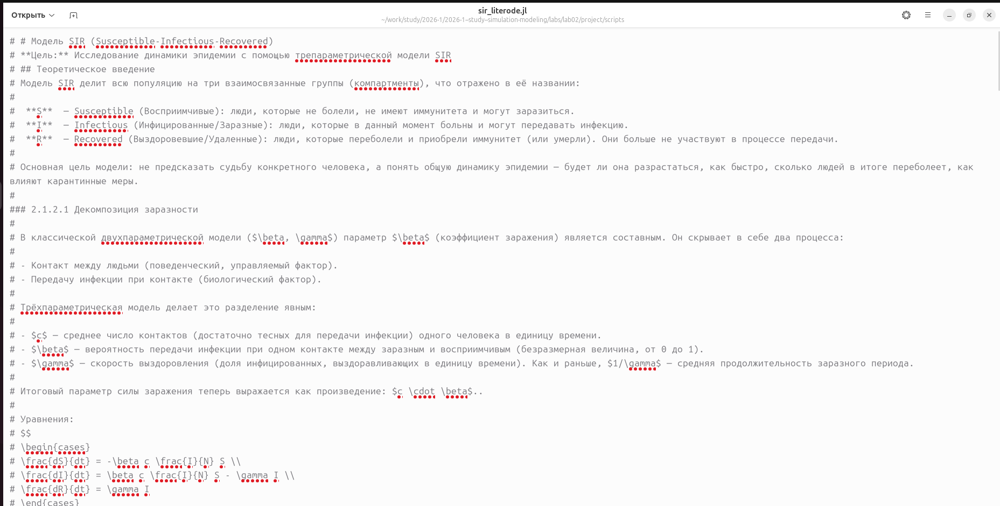 Открыть
sir_literode.jl
~/work/study/2026-1/2026-1--study--simulation-modeling/labs/lab02/project/scripts
# # Модель SIR (Susceptible-Infectious-Recovered)
# **Цель:** Исследование динамики эпидемии с помощью трепараметрической модели SIR
# ## Теоретическое введение
# Модель SIR делит всю популяцию на три взаимосвязанные группы (компартменты), что отражено в её названии:
#
#  **S**  — Susceptible (Восприимчивые): люди, которые не болели, не имеют иммунитета и могут заразиться.
#  **I**  — Infectious (Инфицированные/Заразные): люди, которые в данный момент больны и могут передавать инфекцию.
#  **R**  — Recovered (Выздоровевшие/Удаленные): люди, которые переболели и приобрели иммунитет (или умерли). Они больше не участвуют в процессе передачи.
#
# Основная цель модели: не предсказать судьбу конкретного человека, а понять общую динамику эпидемии — будет ли она разрастаться, как быстро, сколько людей в итоге переболеет, как
влияют карантинные меры.
#
### 2.1.2.1 Декомпозиция заразности
#
# В классической двухпараметрической модели ($\beta, \gamma$) параметр $\beta$ (коэффициент заражения) является составным. Он скрывает в себе два процесса:
#
# - Контакт между людьми (поведенческий, управляемый фактор).
# - Передачу инфекции при контакте (биологический фактор).
#
# Трёхпараметрическая модель делает это разделение явным:
#
# - $c$ — среднее число контактов (достаточно тесных для передачи инфекции) одного человека в единицу времени.
# - $\beta$ — вероятность передачи инфекции при одном контакте между заразным и восприимчивым (безразмерная величина, от 0 до 1).
# - $\gamma$ — скорость выздоровления (доля инфицированных, выздоравливающих в единицу времени). Как и раньше, $1/\gamma$ — средняя продолжительность заразного периода.
#
# Итоговый параметр силы заражения теперь выражается как произведение: $c \cdot \beta$..
#
# Уравнения:
# $$
# \begin{cases}
# \frac{dS}{dt} = -\beta c \frac{I}{N} S \\
# \frac{dI}{dt} = \beta c \frac{I}{N} S - \gamma I \\
# \frac{dR}{dt} = \gamma I
# \end{cases}